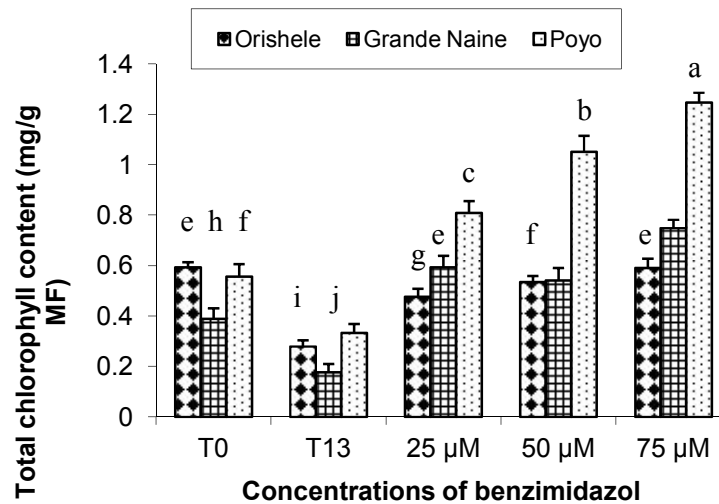 Orishele Grande Naine Poyo
Total chlorophyll content (mg/g
MF)
1.4
1.2
1
0.8
0.6
0.4
0.2
0
e h f
i j
g e c
f b
e a
T0 T13 25 µM 50 µM 75 µM
Concentrations of benzimidazol